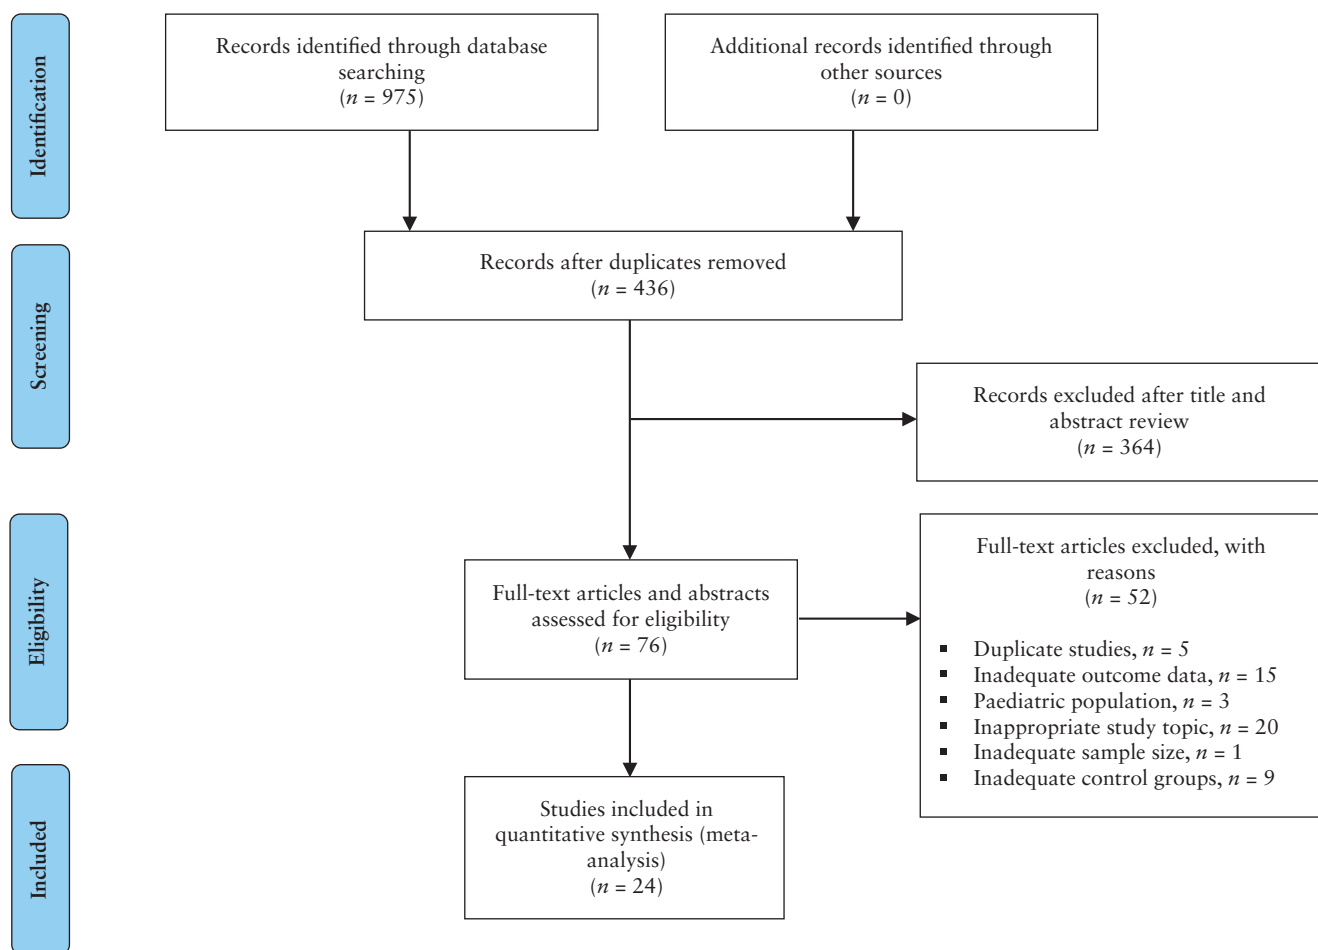 Identification
Records identified through database
searching
(n = 975)
Additional records identified through
other sources
(n = 0)
Screening
Records after duplicates removed
(n = 436)
Records excluded after title and
abstract review
(n = 364)
Eligibility
Full-text articles and abstracts
assessed for eligibility
(n = 76)
Full-text articles excluded, with
reasons
(n = 52)
▪ Duplicate studies, n = 5
▪ Inadequate outcome data, n = 15
▪ Paediatric population, n = 3
▪ Inappropriate study topic, n = 20
▪ Inadequate sample size, n = 1
▪ Inadequate control groups, n = 9
Included
Studies included in
quantitative synthesis (meta-
analysis)
(n = 24)